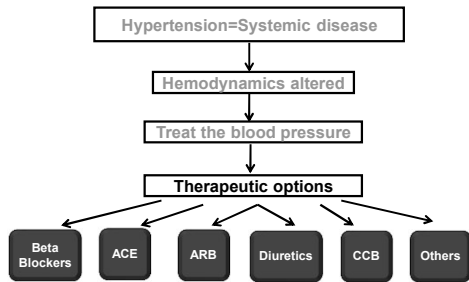 Hypertension=Systemic disease
Hemodynamics altered
Treat the blood pressure
Therapeutic options
Beta
Blockers
ACE
ARB
Diuretics
CCB
Others